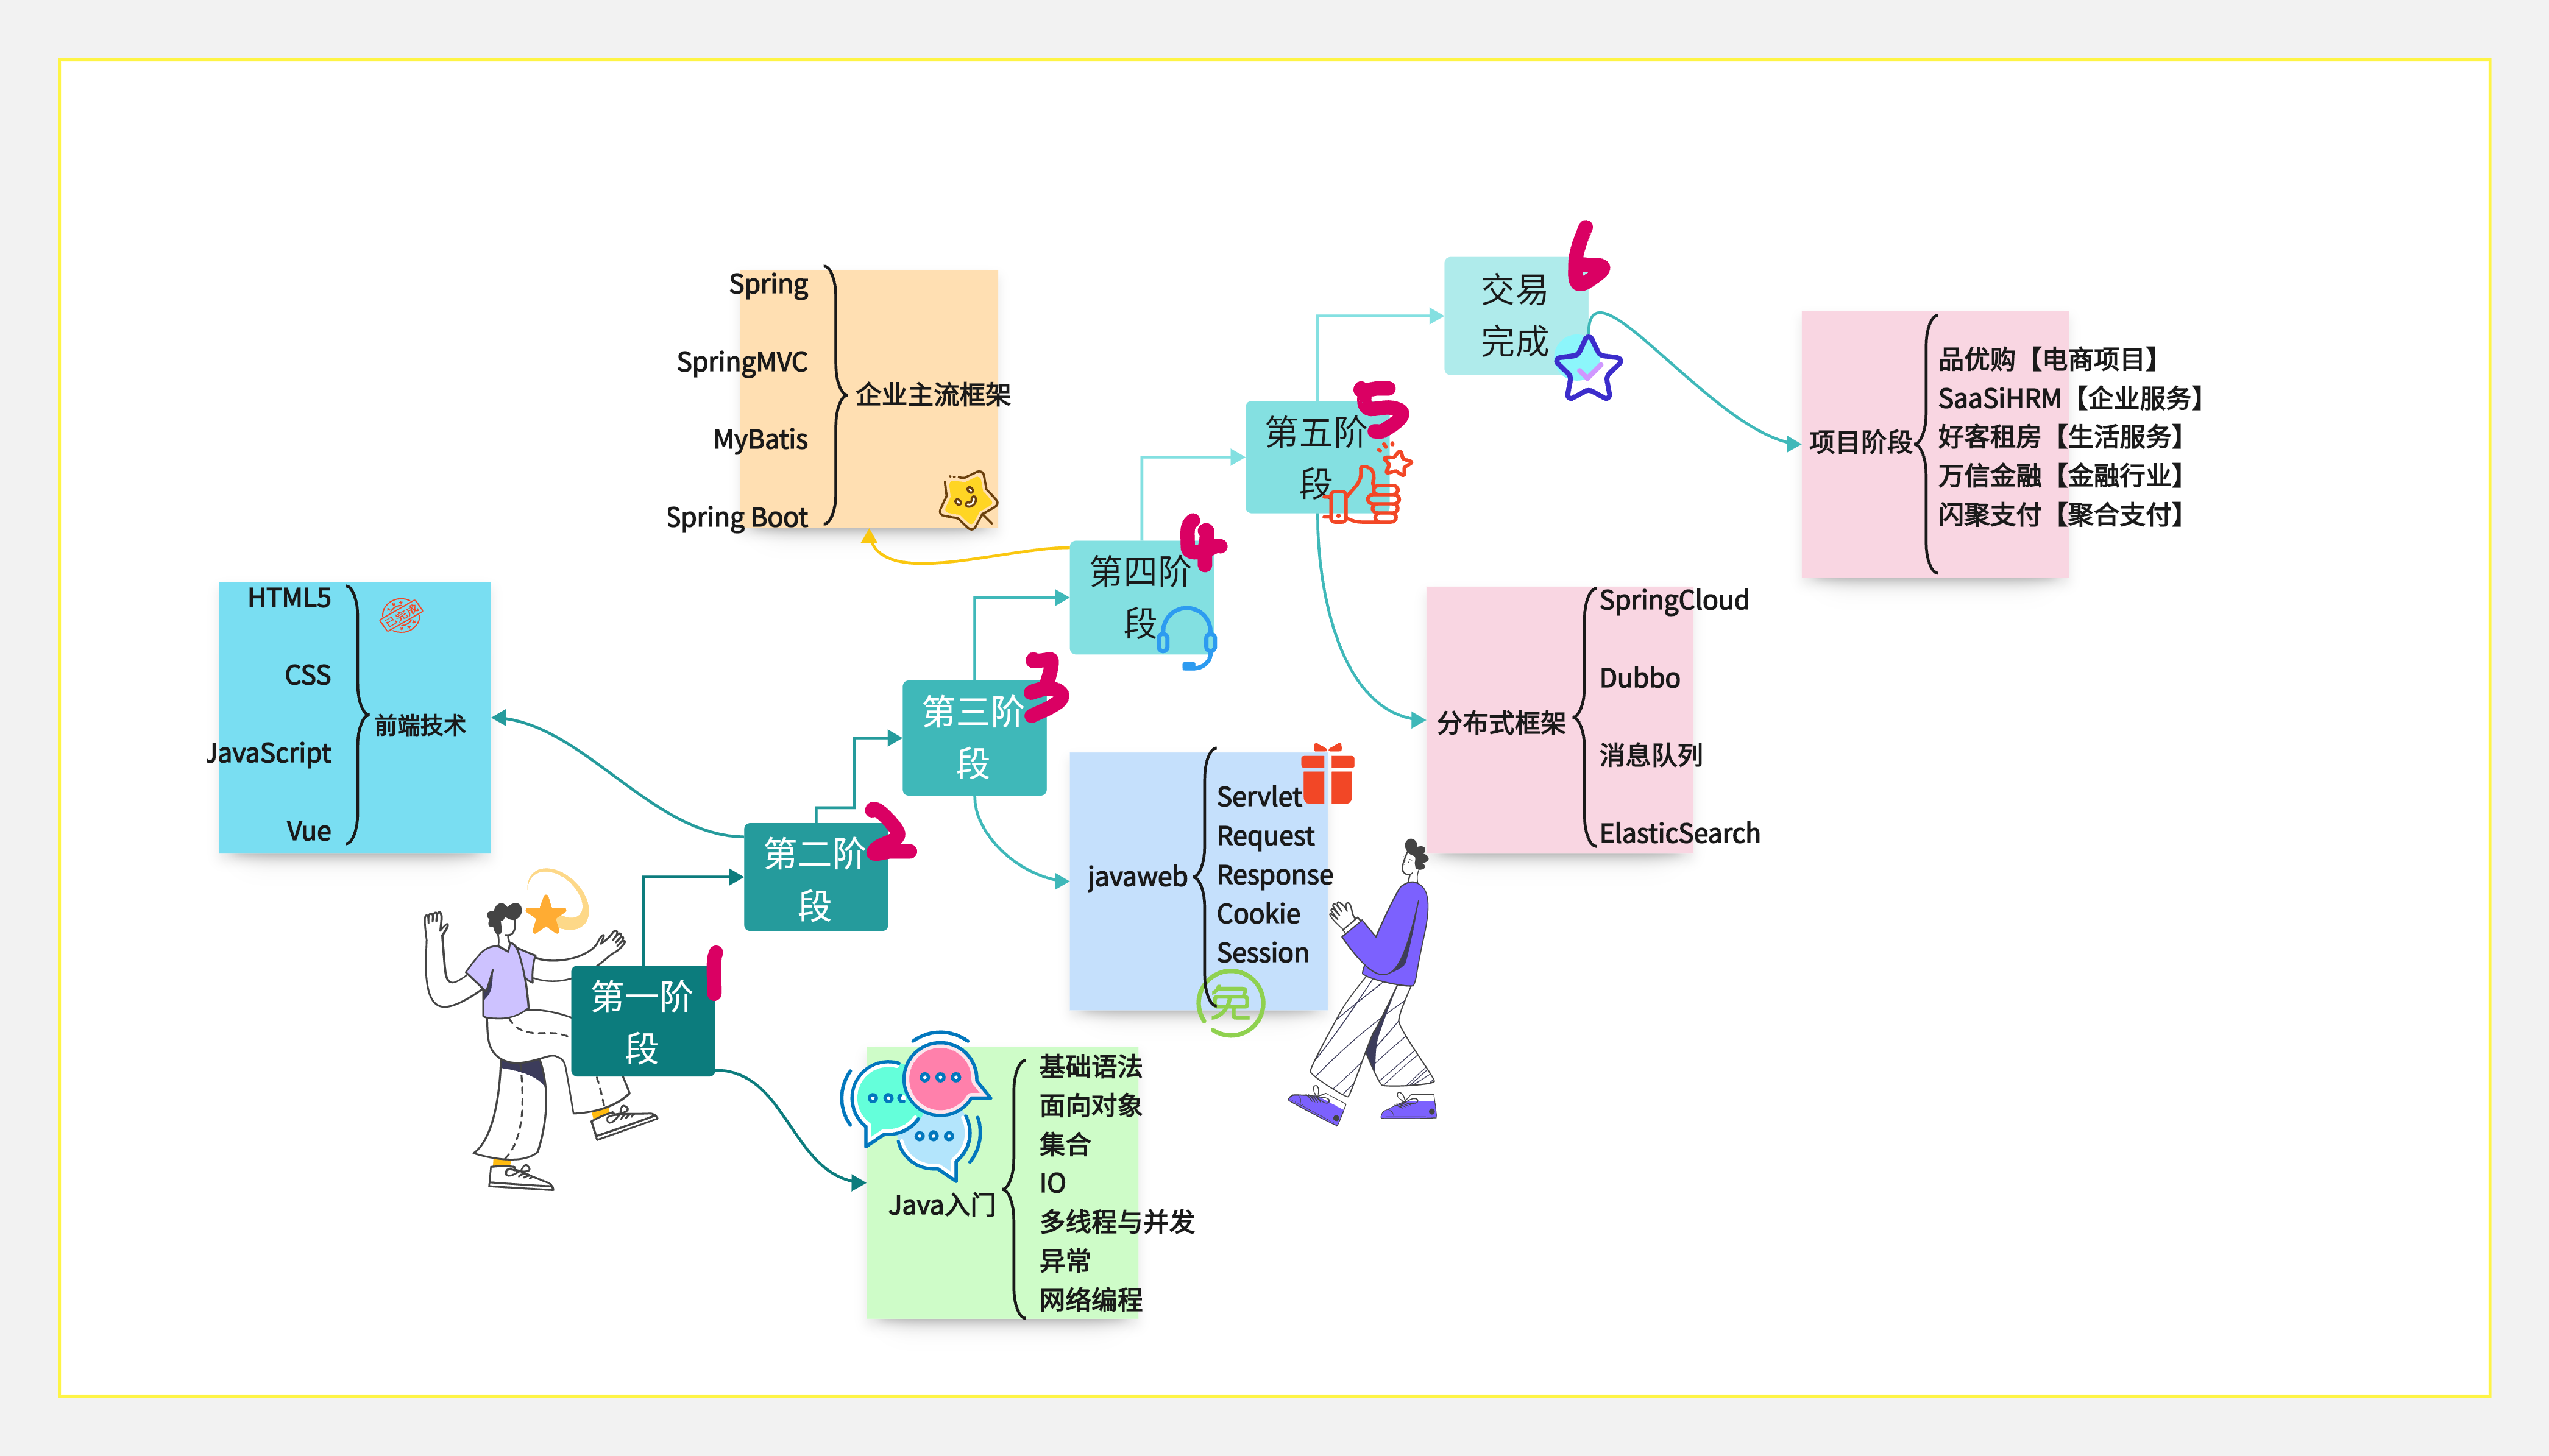 交易
完成
6
第五阶
段
5
第四阶
段
4
第三阶
段
3
第二阶
段
2
第一阶
段
1
Spring
SpringMVC
MyBatis
Spring Boot
企业主流框架
项目阶段
品优购【电商项目】
SaaSiHRM【企业服务】
好客租房【生活服务】
万信金融【金融行业】
闪聚支付【聚合支付】
HTML5
CSS
JavaScript
Vue
前端技术
已完成
分布式框架
SpringCloud
Dubbo
消息队列
ElasticSearch
javaweb
Servlet
Request
Response
Cookie
Session
免
Java入门
基础语法
面向对象
集合
IO
多线程与并发
异常
网络编程